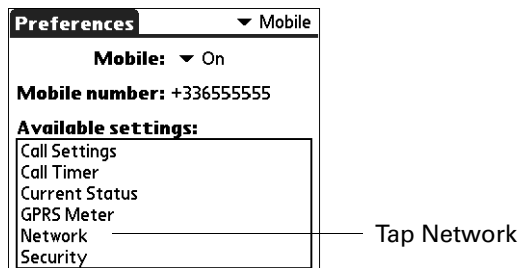 Preferences ▼ Mobile
Mobile: ▼ On
Mobile number: +336555555
Available settings:
Call Settings
Call Timer
Current Status
GPRS Meter
Network
Tap Network
Security